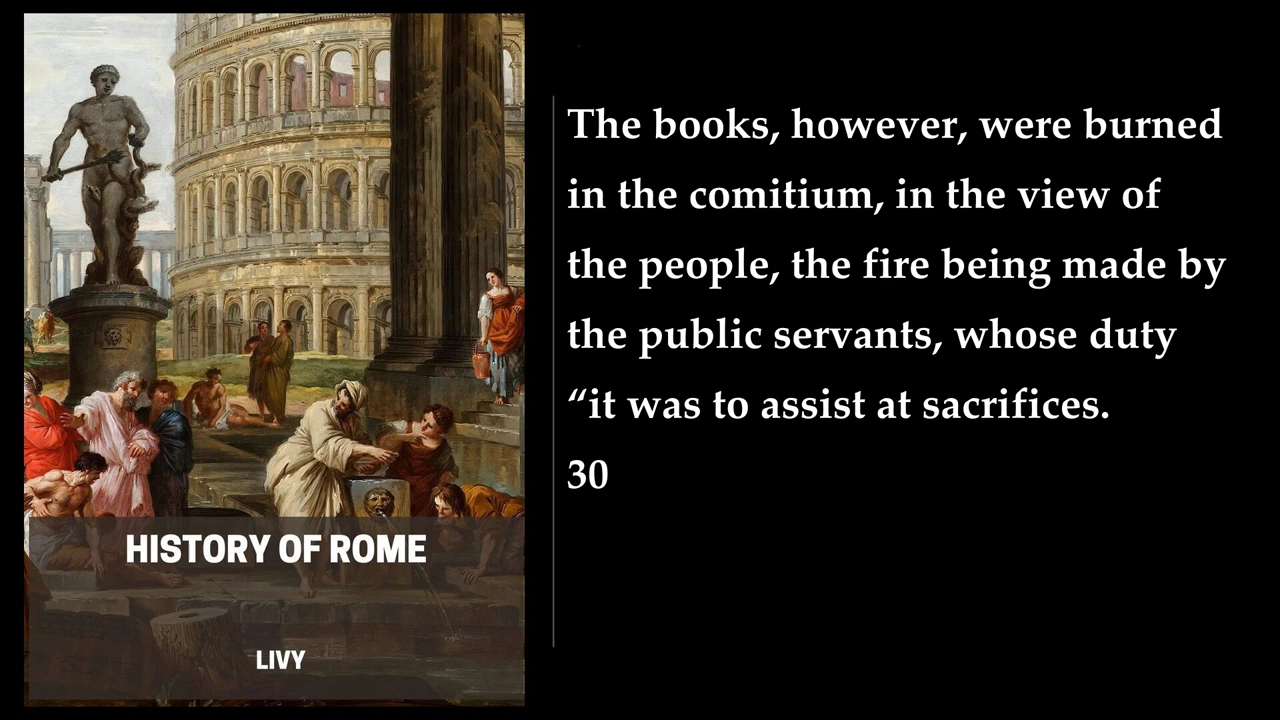 HISTORY OF ROME
LIVY
The books, however, were burned
in the comitium, in the view of
the people, the fire being made by
the public servants, whose duty
“it was to assist at sacrifices.
30